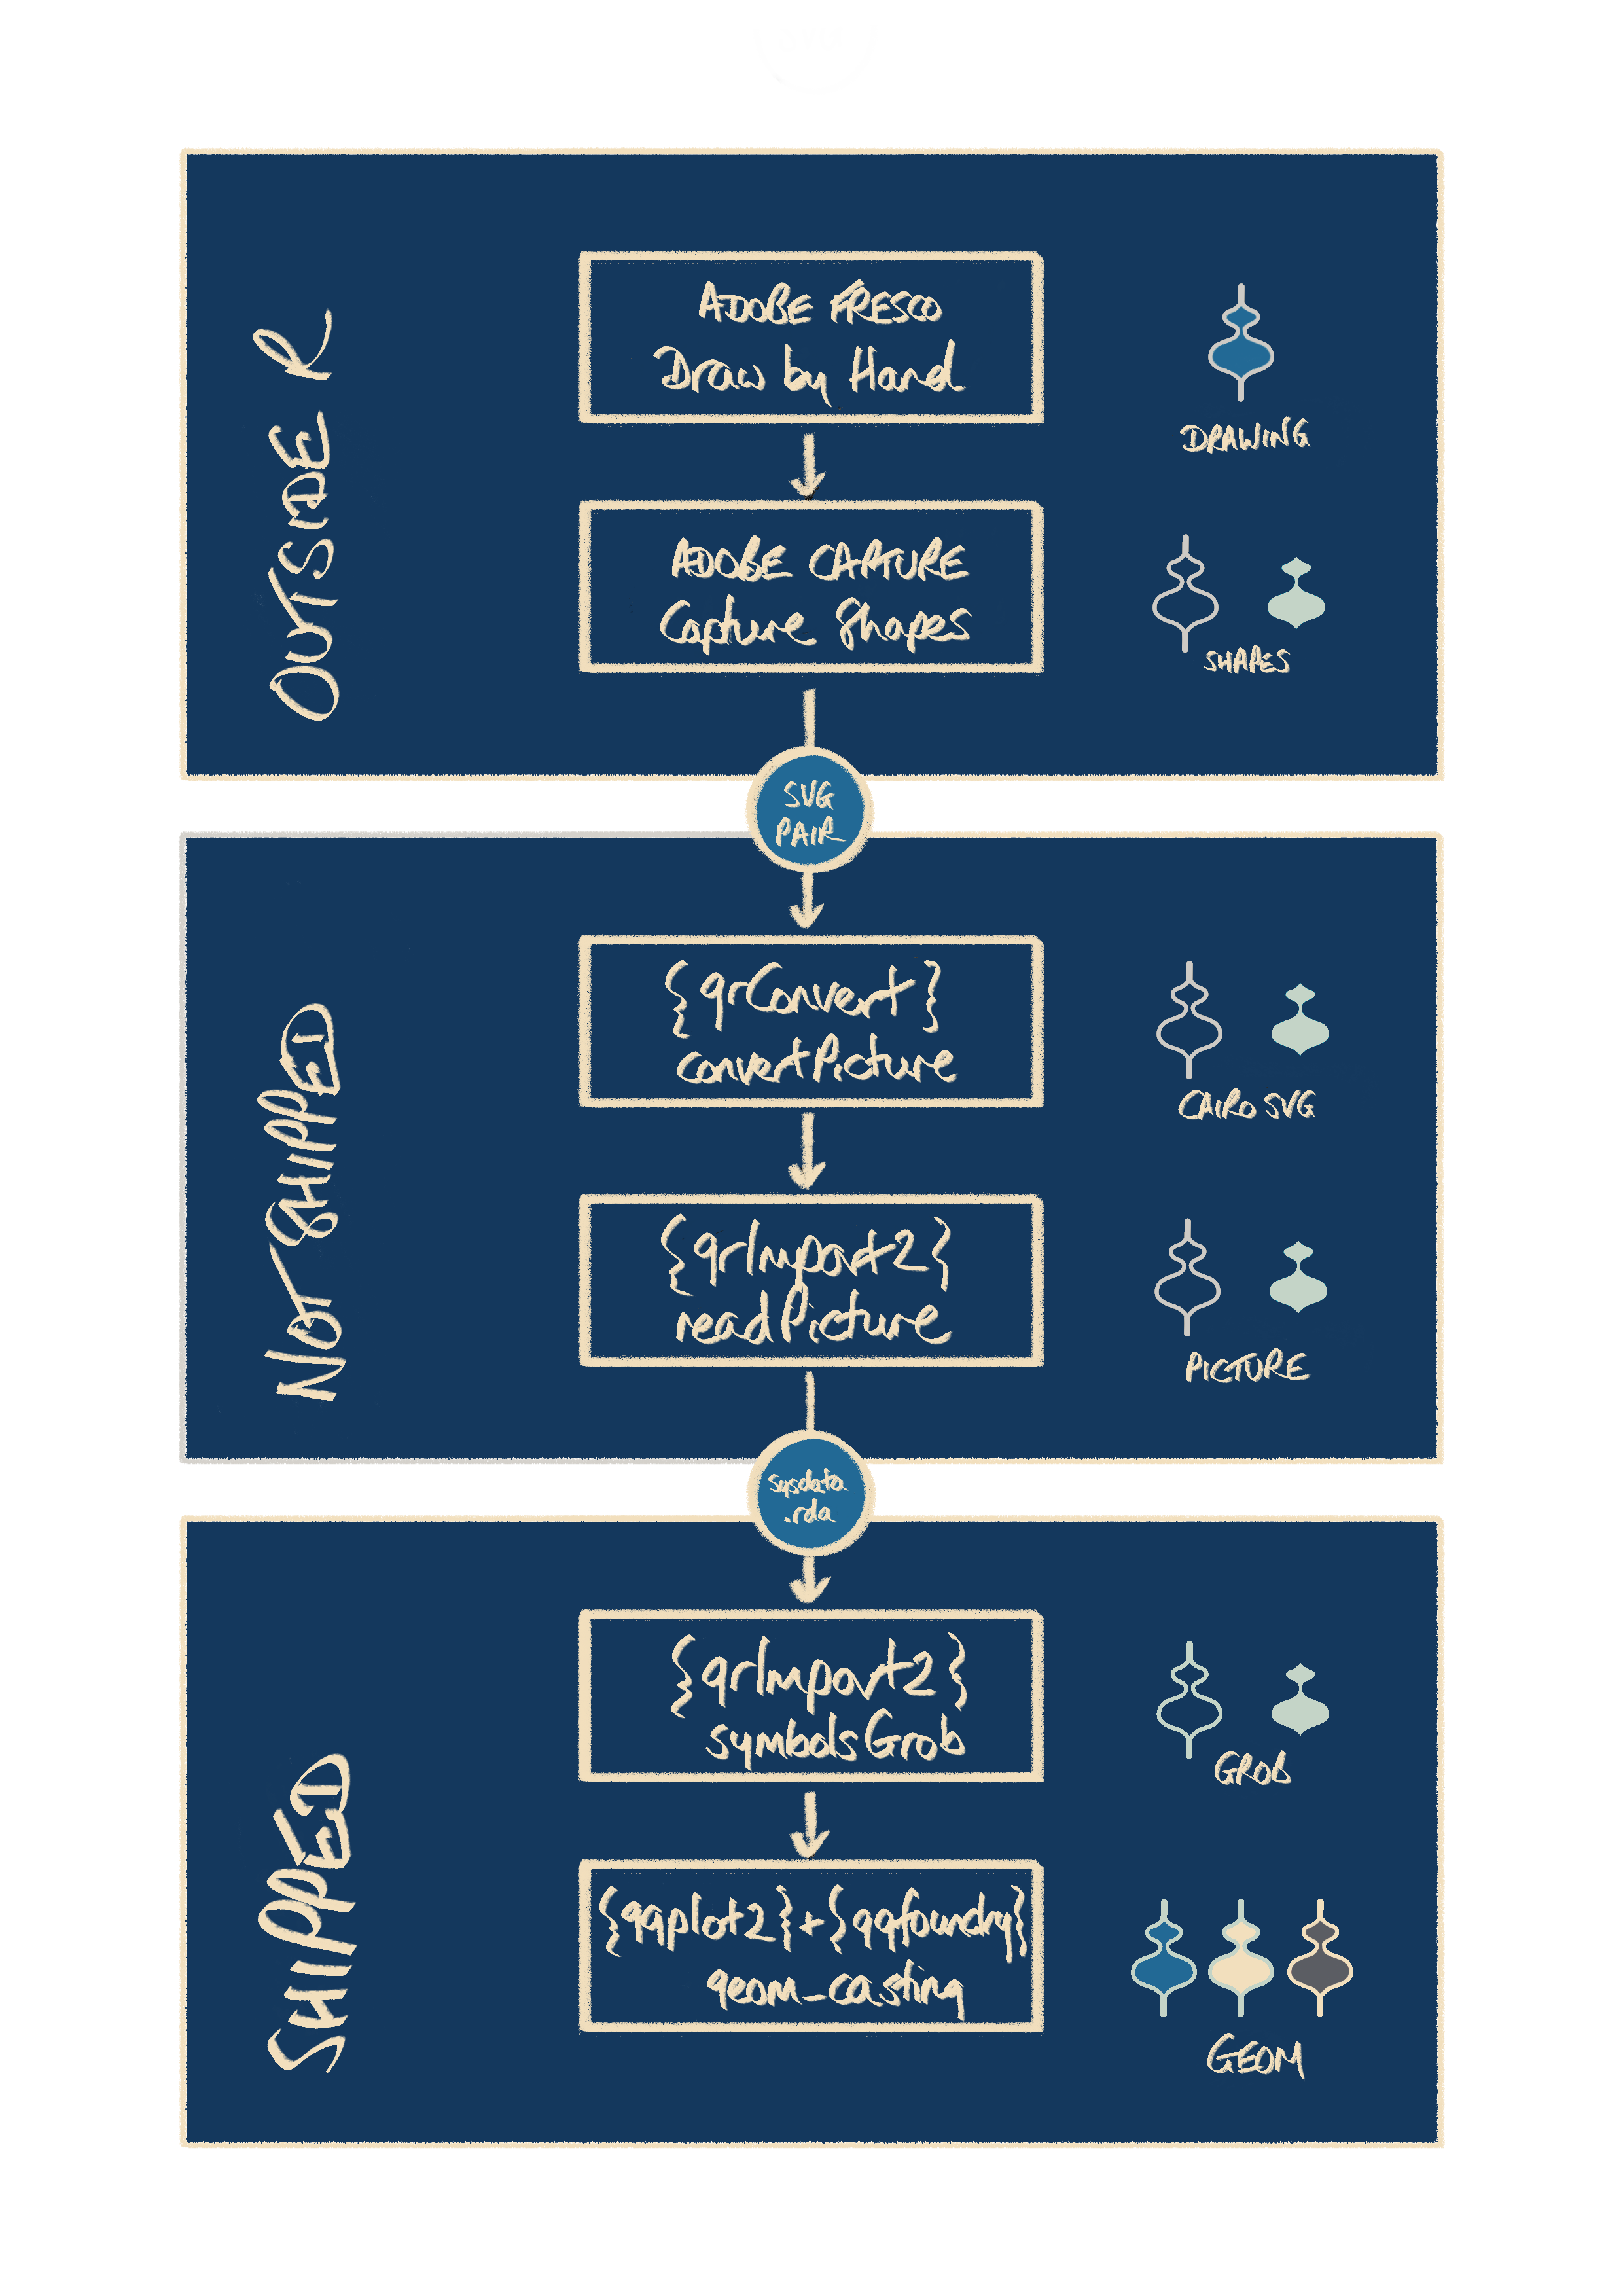 OUTSIDE R
ADOBE FRESCO
Draw by Hand
DRAWING
ADOBE CAPTURE
Capture Shapes
SHAPES
SVG
PAIR
NOT SHIPPED
{grConvert}
convertPicture
CAIRO SVG
{grImport2}
readPicture
PICTURE
sysdata
.rda
SHIPPED
{grImport2}
symbolsGrob
GROB
{ggplot2}+{ggfoundry}
geom_casting
GEOM